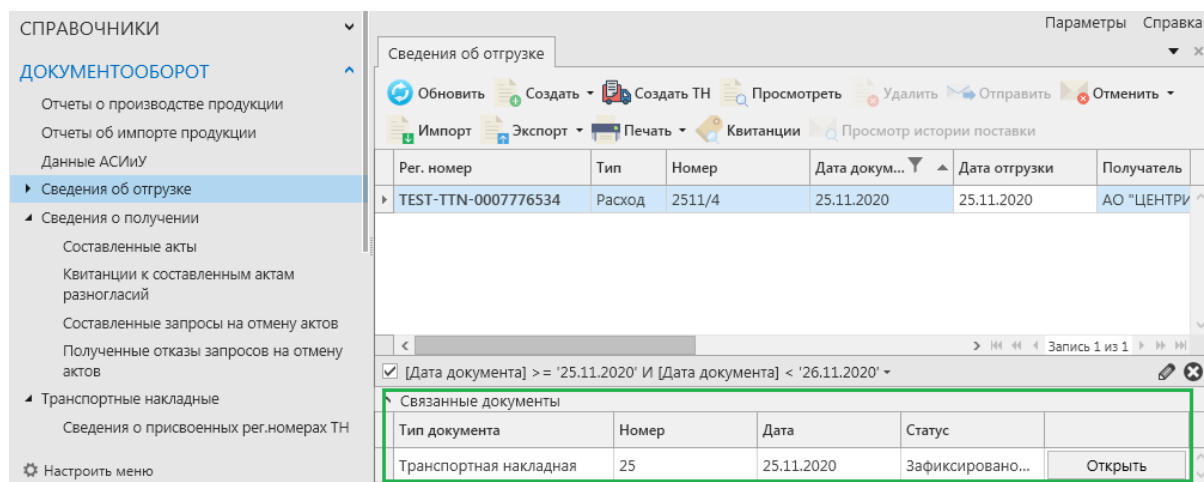 СПРАВОЧНИКИ
ДОКУМЕНТООБОРОТ
Отчеты о производстве продукции
Отчеты об импорте продукции
Данные АСИиУ
Сведения об отгрузке
Сведения о получении
Составленные акты
Квитанции к составленным актам
разногласий
Составленные запросы на отмену актов
Полученные отказы запросов на отмену
актов
Транспортные накладные
Сведения о присвоенных рег.номерах ТН
Настроить меню
Параметры Справка
Сведения об отгрузке
Обновить Создать Создать ТН Просмотреть Удалить Отправить Отменить
Импорт Экспорт Печать Квитанции Просмотр истории поставки
Рег. номер Тип Номер Дата докум... Дата отгрузки Получатель
TEST-TTN-0007776534 Расход 2511/4 25.11.2020 25.11.2020 АО "ЦЕНТРИ
Запись 1 из 1
[Дата документа] >= '25.11.2020' И [Дата документа] < '26.11.2020'
Связанные документы
Тип документа Номер Дата Статус
Транспортная накладная 25 25.11.2020 Зафиксировано... Открыть